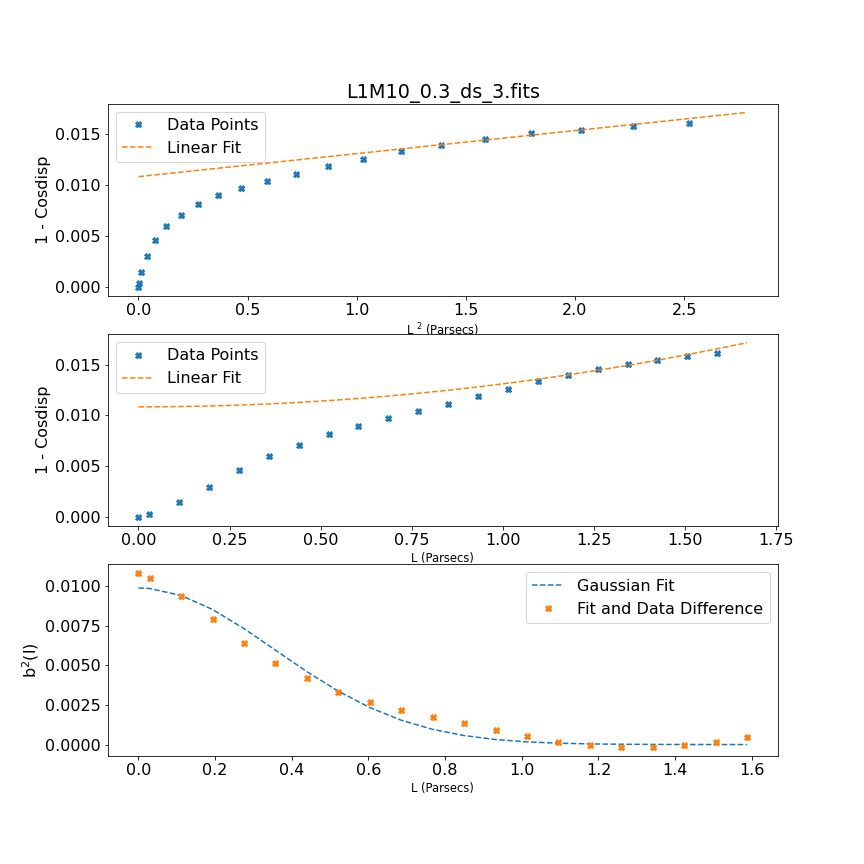 L1M10_0.3_ds_3.fits
1 - Cosdisp
0.015
0.010
0.005
0.000
Data Points
Linear Fit
0.0 0.5 1.0 1.5 2.0 2.5
L ² (Parsecs)
1 - Cosdisp
0.015
0.010
0.005
0.000
Data Points
Linear Fit
0.00 0.25 0.50 0.75 1.00 1.25 1.50 1.75
L (Parsecs)
b²(l)
0.0100
0.0075
0.0050
0.0025
0.0000
Gaussian Fit
Fit and Data Difference
0.0 0.2 0.4 0.6 0.8 1.0 1.2 1.4 1.6
L (Parsecs)